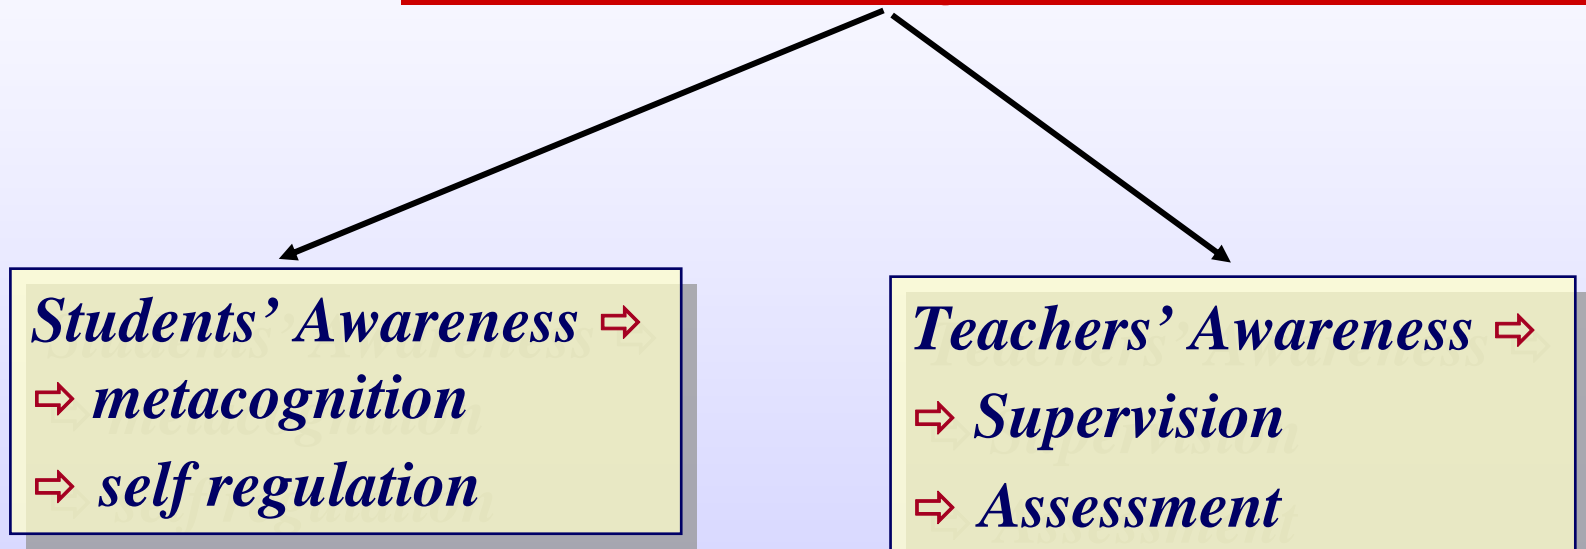 Students’ Awareness ⇨
⇨ metacognition
⇨ self regulation
Teachers’ Awareness ⇨
⇨ Supervision
⇨ Assessment